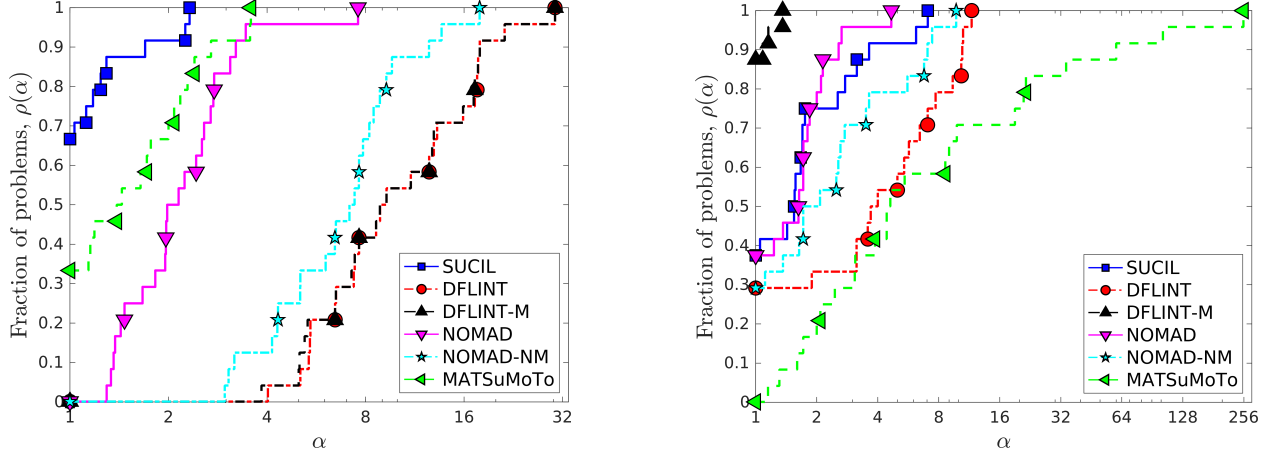 Fraction of problems, ρ(α)
1
0.9
0.8
0.7
0.6
0.5
0.4
0.3
0.2
0.1
0
1
2
4
8
16
32
α
SUCIL
DFLINT
DFLINT-M
NOMAD
NOMAD-NM
MATSuMoTo
Fraction of problems, ρ(α)
1
0.9
0.8
0.7
0.6
0.5
0.4
0.3
0.2
0.1
0
1
2
4
8
16
32
64
128
256
α
SUCIL
DFLINT
DFLINT-M
NOMAD
NOMAD-NM
MATSuMoTo